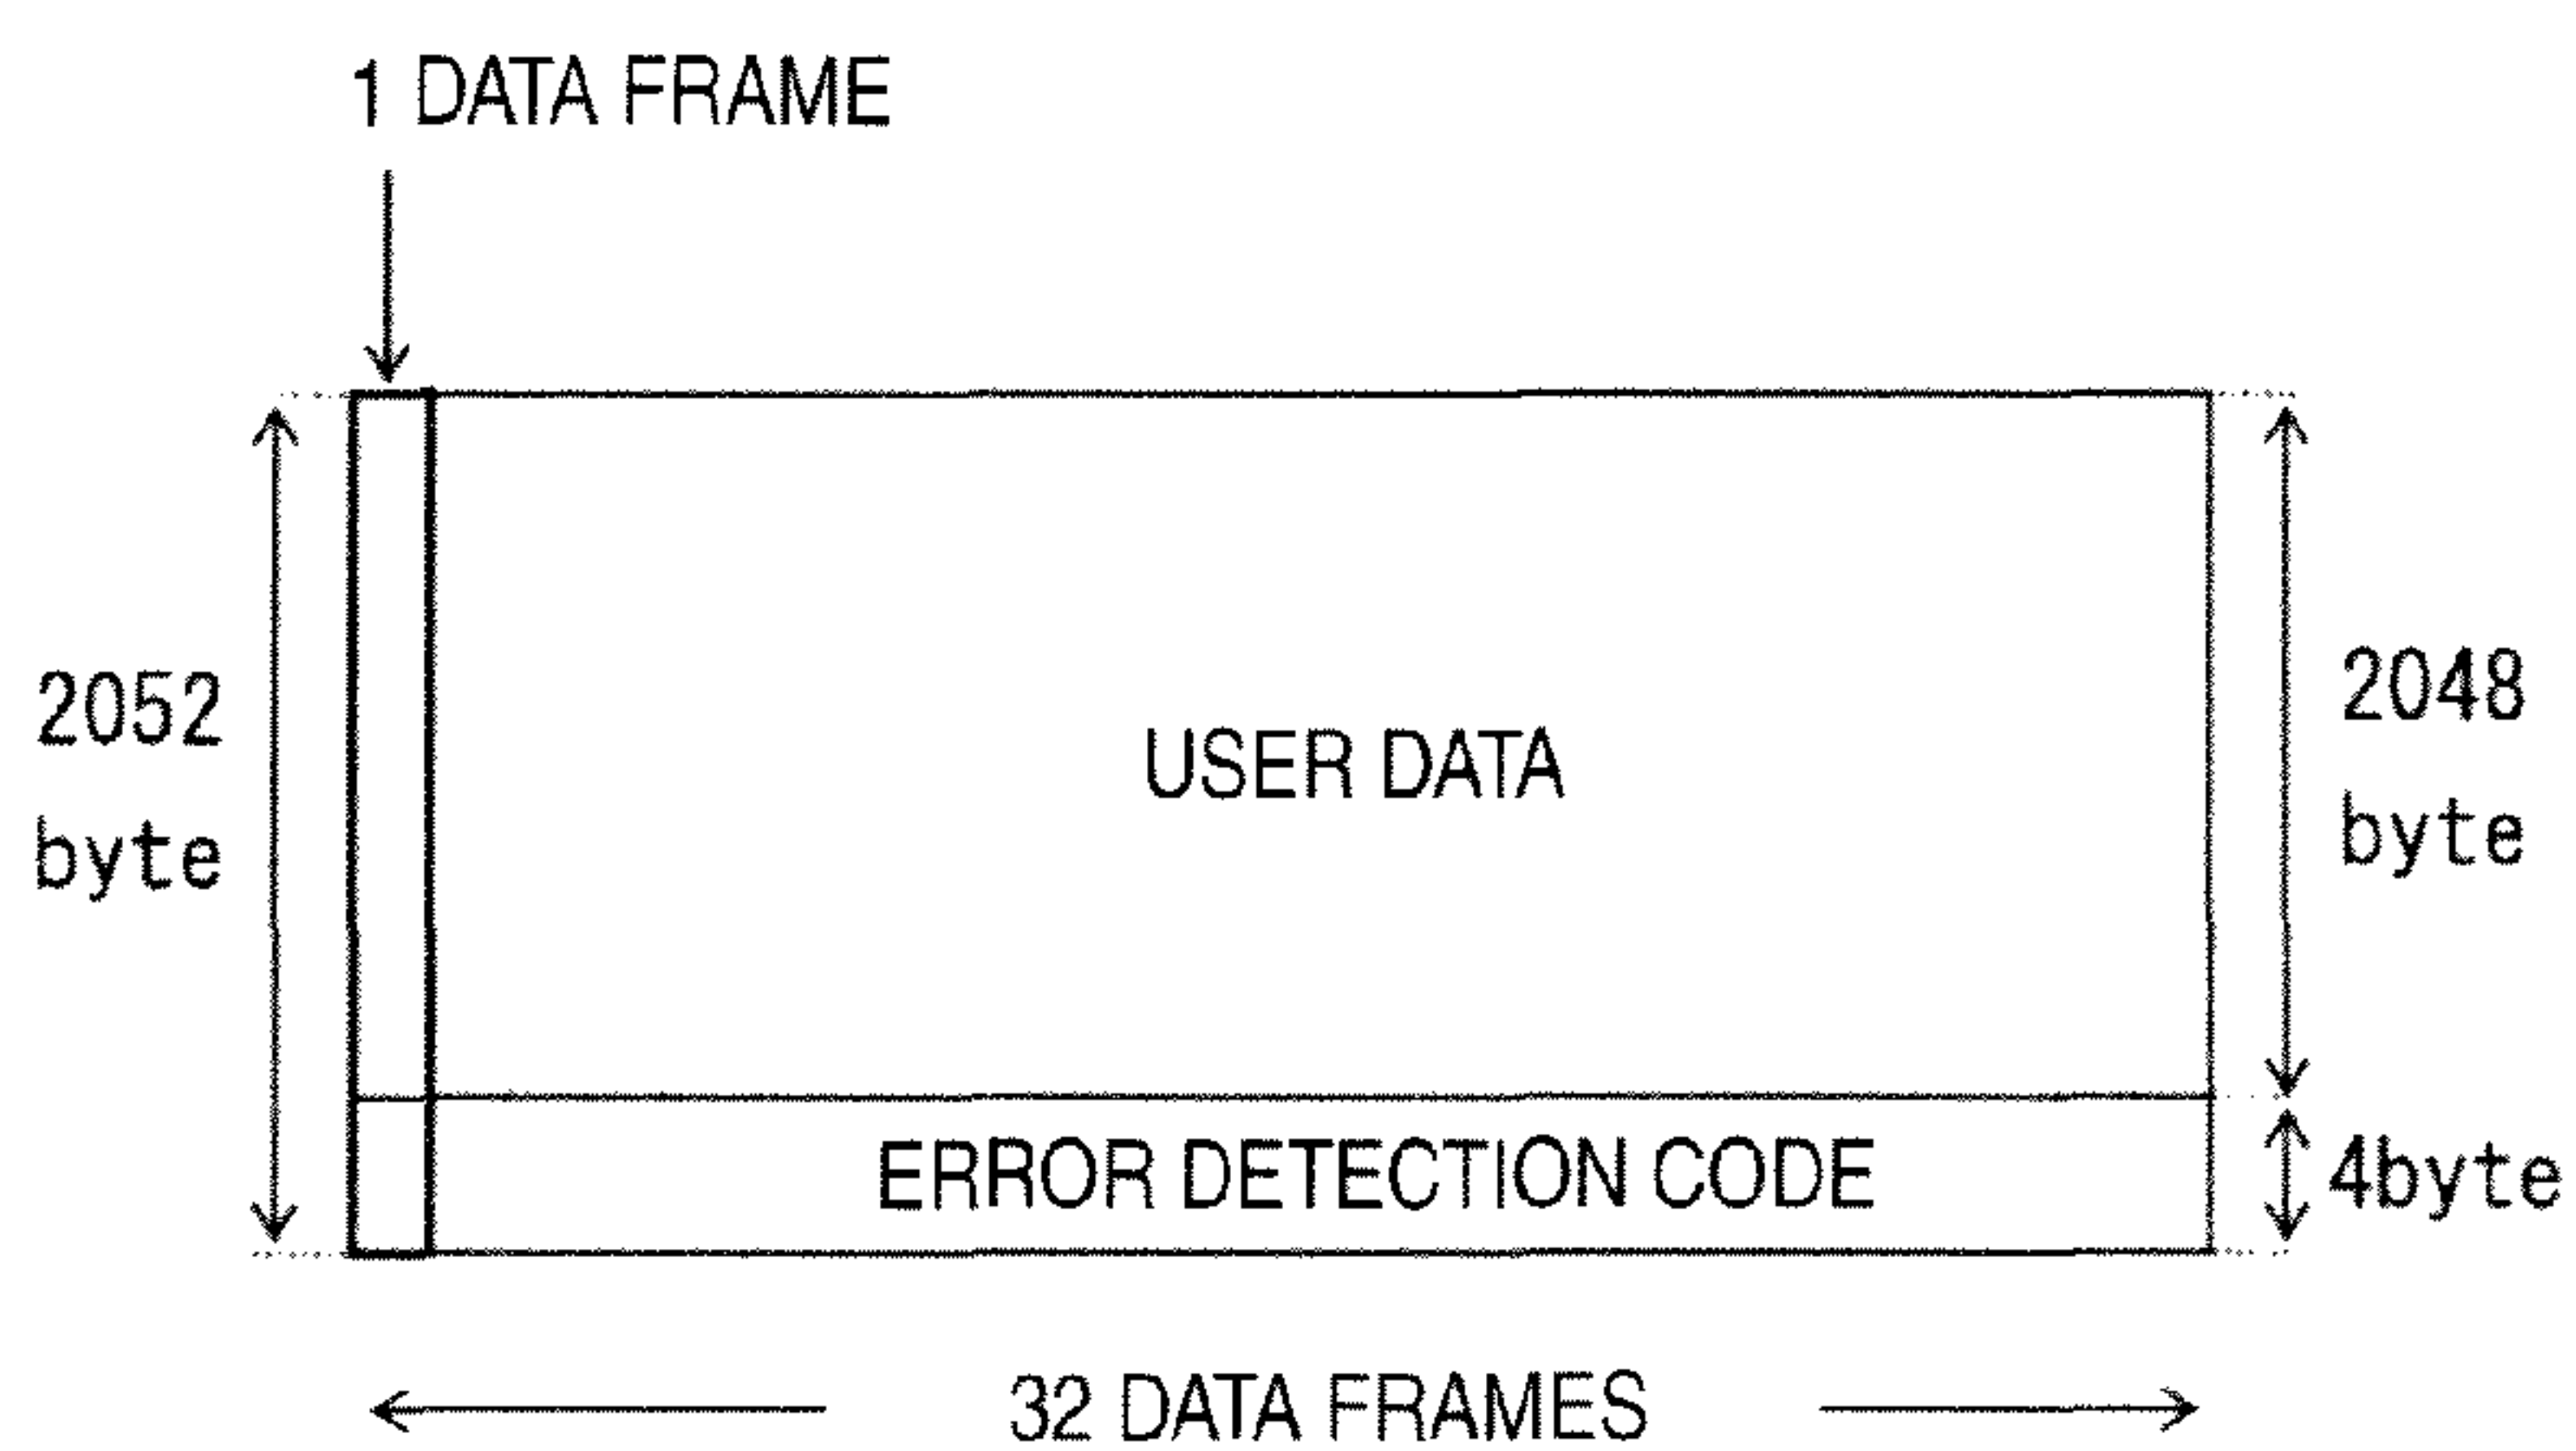 1 DATA FRAME
2052
byte
USER DATA
2048
byte
ERROR DETECTION CODE
4byte
32 DATA FRAMES